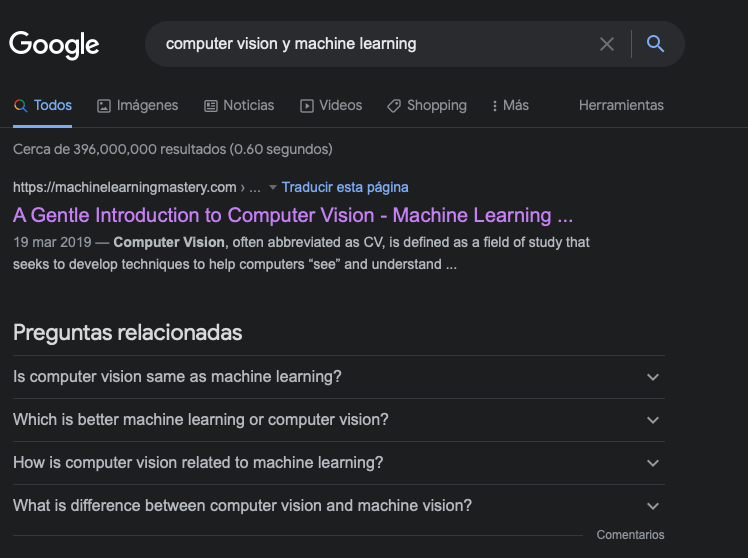 Google
computer vision y machine learning
Todos Imágenes Noticias Videos Shopping Más Herramientas
Cerca de 396,000,000 resultados (0.60 segundos)
https://machinelearningmastery.com › ... Traducir esta página
A Gentle Introduction to Computer Vision - Machine Learning ...
19 mar 2019 — Computer Vision, often abbreviated as CV, is defined as a field of study that
seeks to develop techniques to help computers “see” and understand ...
Preguntas relacionadas
Is computer vision same as machine learning?
Which is better machine learning or computer vision?
How is computer vision related to machine learning?
What is difference between computer vision and machine vision?
Comentarios